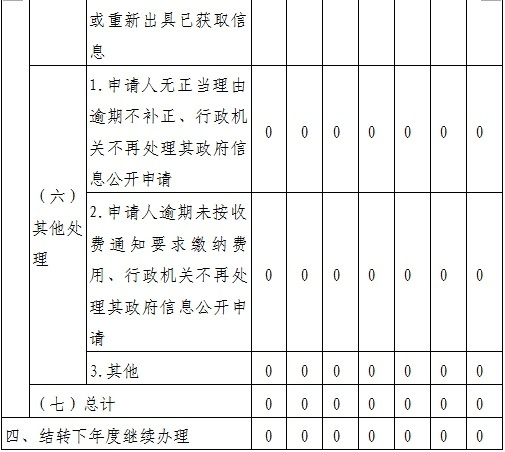 或重新出具已获取信
息
（六）
其他处
理
1.申请人无正当理由
逾期不补正、行政机
关不再处理其政府信
息公开申请
0 0 0 0 0 0 0
2.申请人逾期未按收
费通知要求缴纳费
用、行政机关不再处
理其政府信息公开申
请
0 0 0 0 0 0 0
3.其他 0 0 0 0 0 0 0
（七）总计 0 0 0 0 0 0 0
四、结转下年度继续办理 0 0 0 0 0 0 0